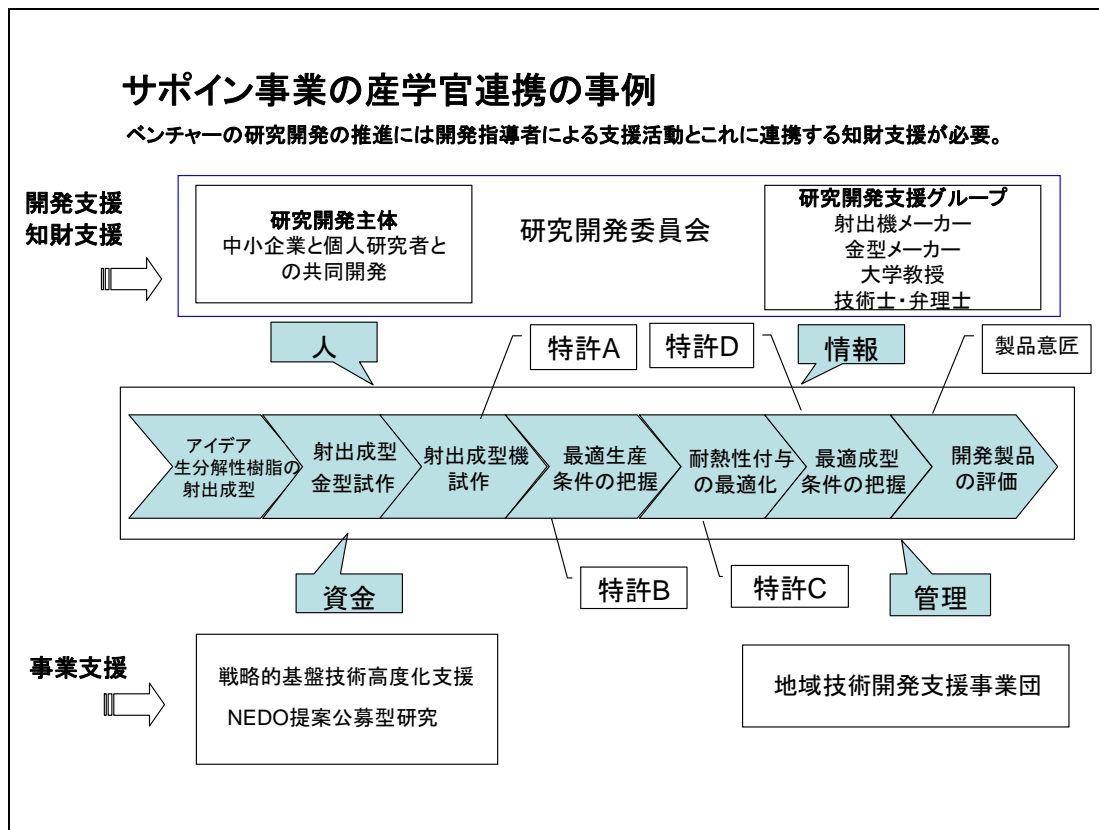 サポイン事業の産学官連携の事例
ベンチャーの研究開発の推進には開発指導者による支援活動とこれに連携する知財支援が必要。
開発支援
知財支援
研究開発主体
中小企業と個人研究者と
の共同開発
研究開発委員会
研究開発支援グループ
射出機メーカー
金型メーカー
大学教授
技術士・弁理士
人
特許A
特許D
情報
製品意匠
アイデア
生分解性樹脂の
射出成型
射出成型
金型試作
射出成型機
試作
最適生産
条件の把握
耐熱性付与
の最適化
最適成型
条件の把握
開発製品
の評価
資金
特許B
特許C
管理
事業支援
戦略的基盤技術高度化支援
NEDO提案公募型研究
地域技術開発支援事業団